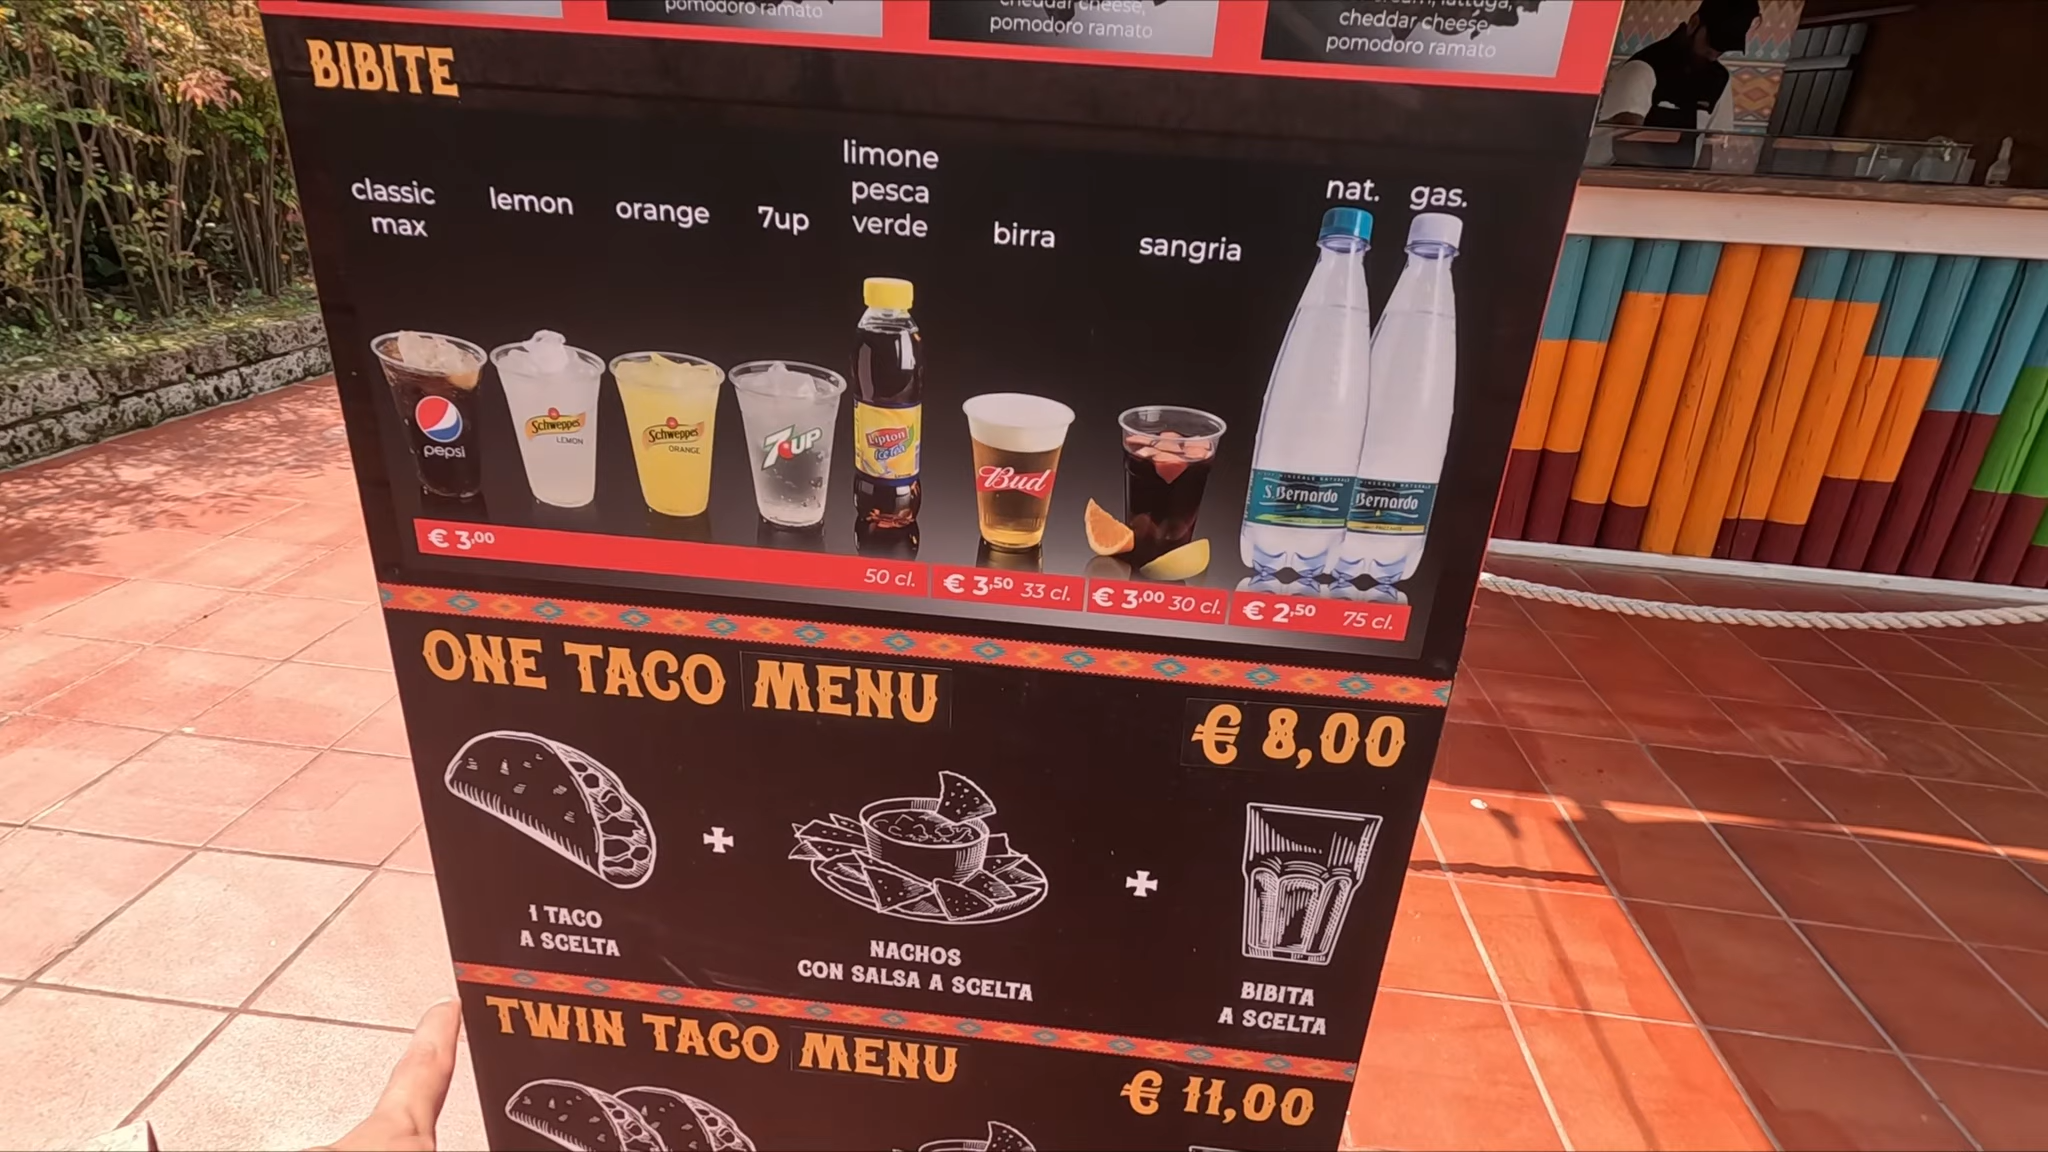 pomodoro ramato
cheddar cheese,
pomodoro ramato
cheddar cheese,
pomodoro ramato
BIBITE
classic
max
lemon
orange
7up
limone
pesca
verde
birra
sangria
nat.
gas.
pepsi
Schweppes
LEMON
Schweppes
ORANGE
7UP
Lipton
Ice Tea
Bud
S. Bernardo
Bernardo
€ 3,00
50 cl.
€ 3,50 33 cl.
€ 3,00 30 cl.
€ 2,50 75 cl.
ONE TACO MENU
€ 8,00
1 TACO
A SCELTA
NACHOS
CON SALSA A SCELTA
BIBITA
A SCELTA
TWIN TACO MENU
€ 11,00